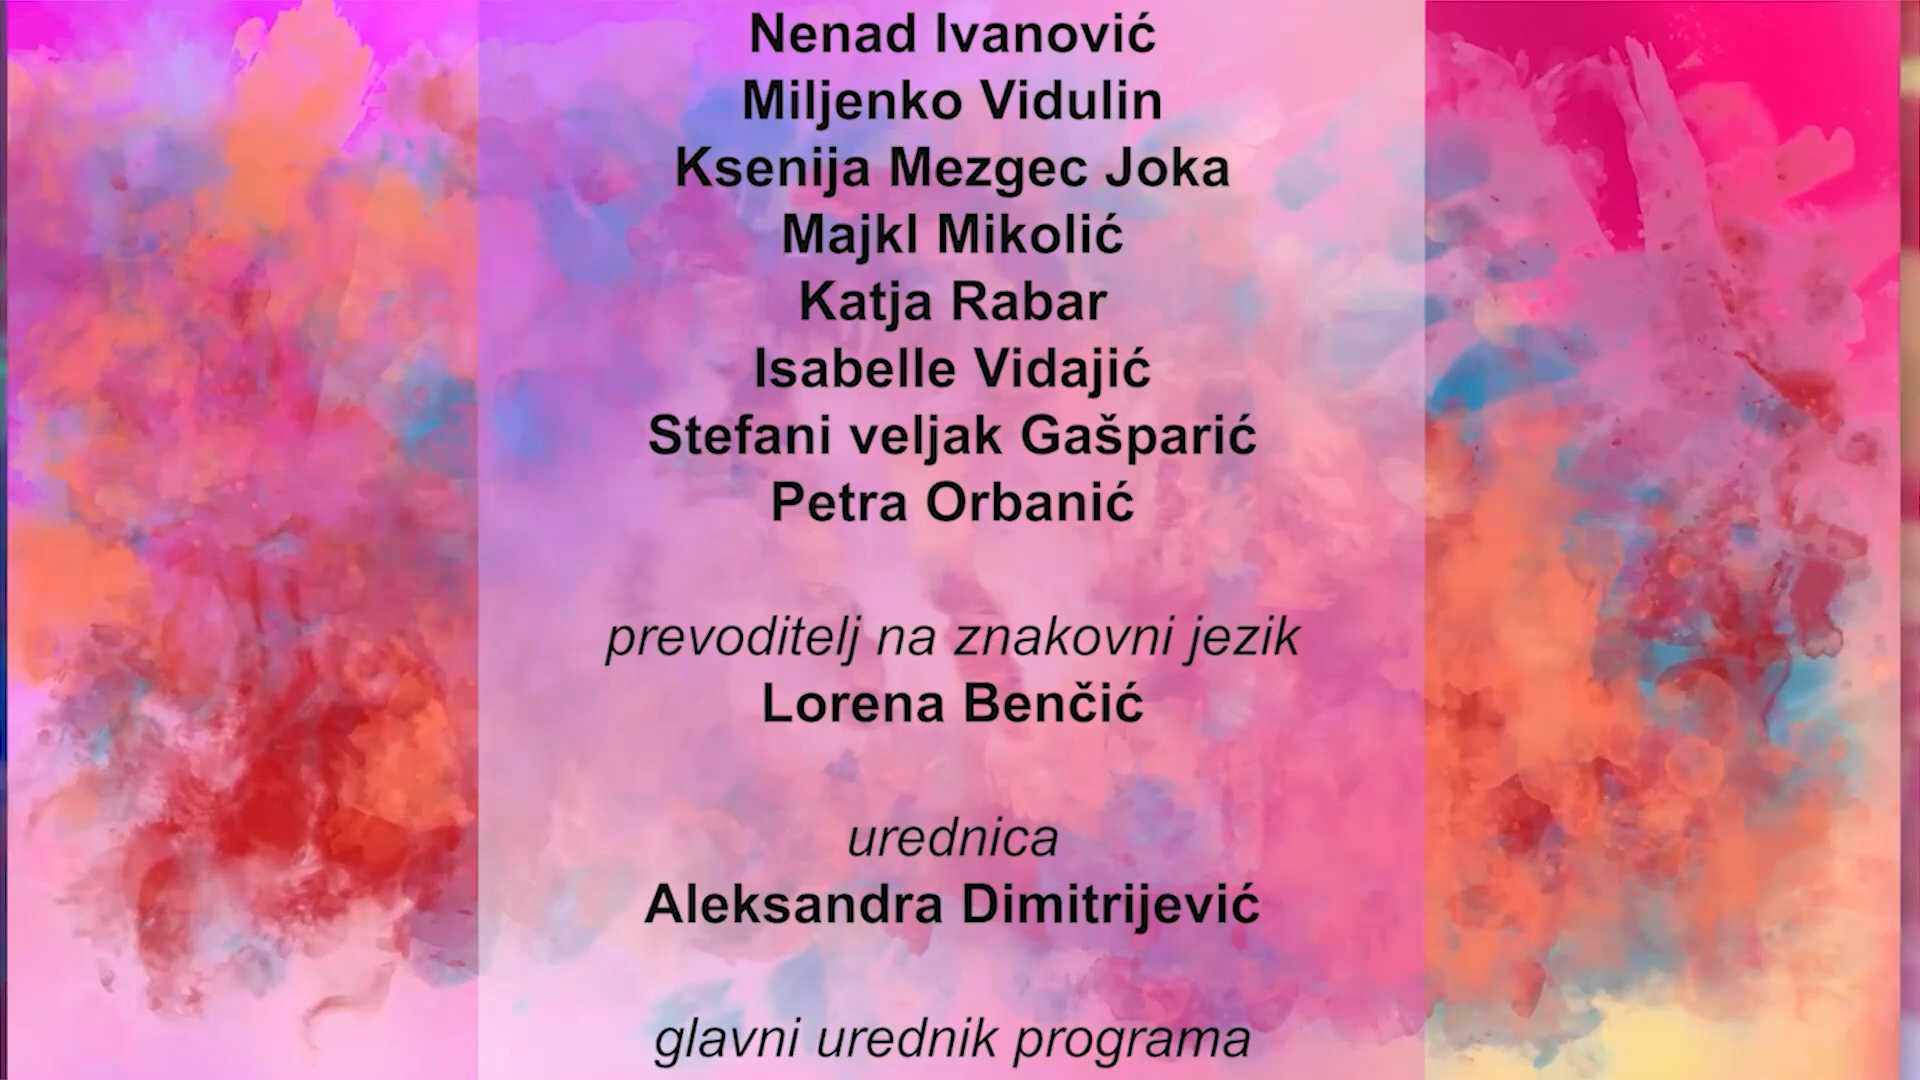 Nenad Ivanović
Miljenko Vidulin
Ksenija Mezgec Joka
Majkl Mikolić
Katja Rabar
Isabelle Vidajić
Stefani veljak Gašparić
Petra Orbanić
prevoditelj na znakovni jezik
Lorena Benčić
urednica
Aleksandra Dimitrijević
glavni urednik programa